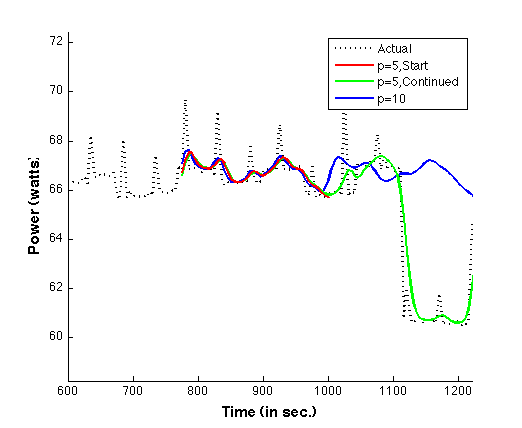 72
70
68
66
64
62
60
Power (watts)
600
700
800
900
1000
1100
1200
Time (in sec.)
Actual
p=5,Start
p=5,Continued
p=10